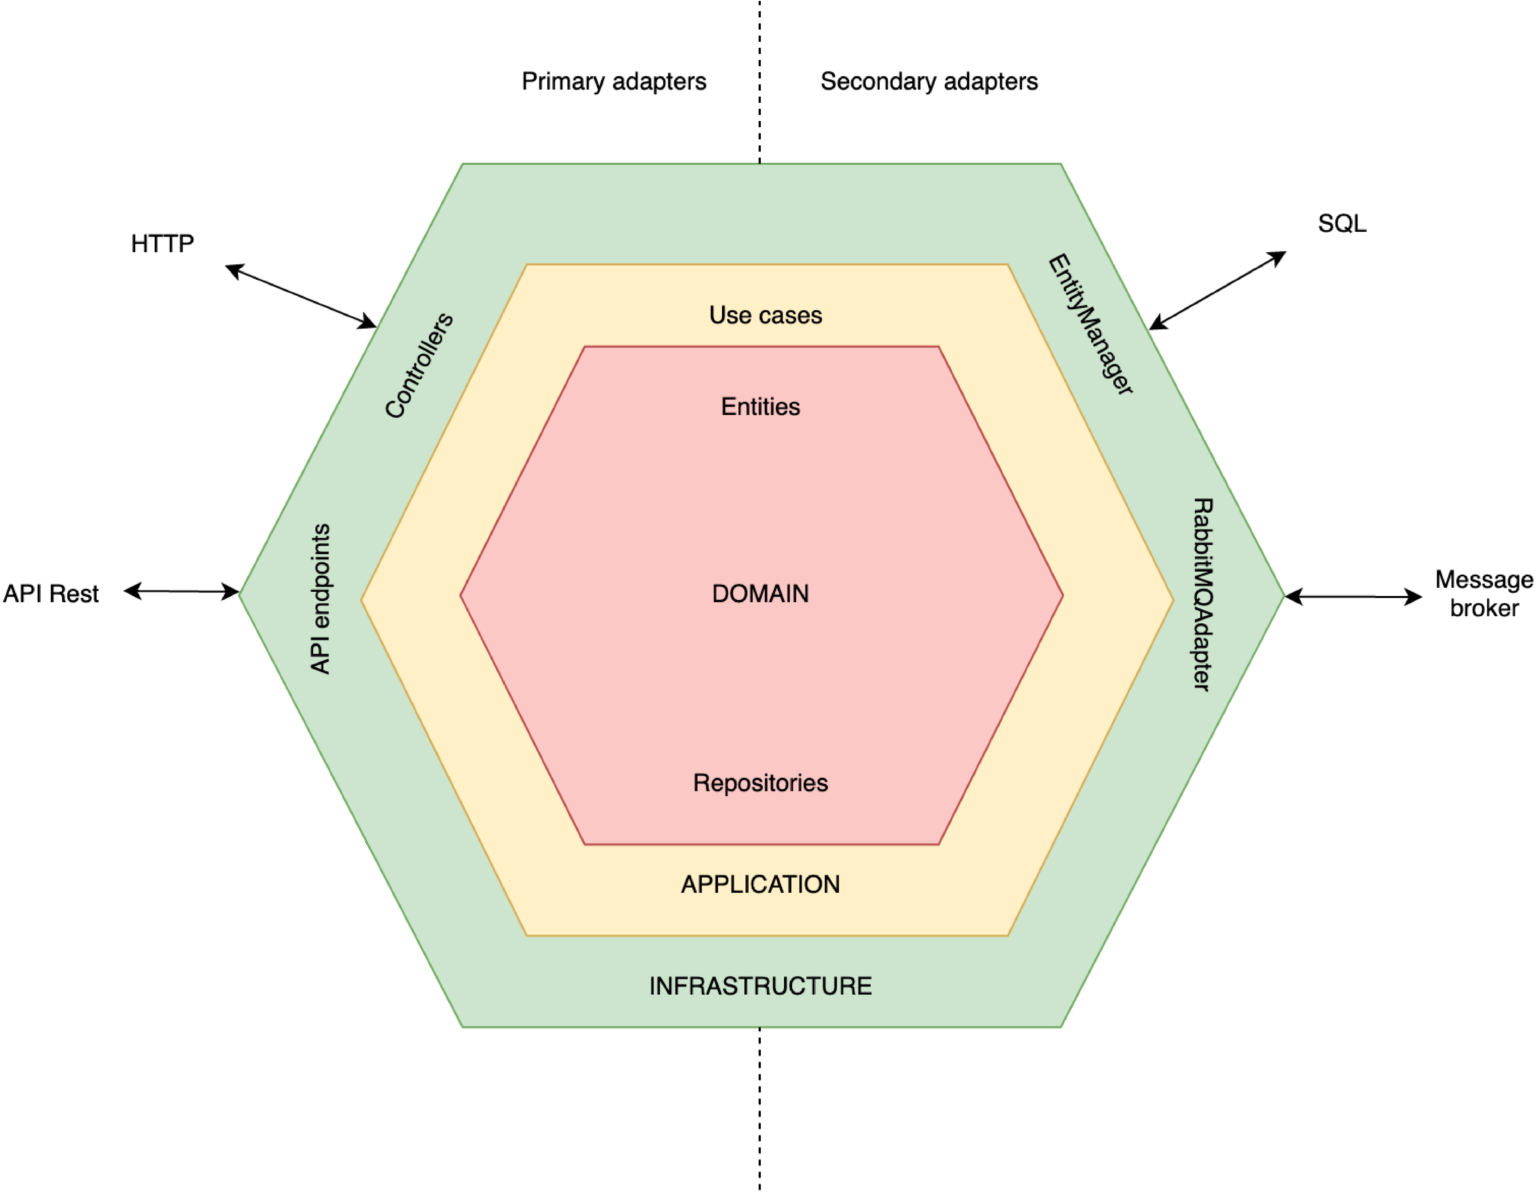 Primary adapters
Secondary adapters
HTTP
SQL
Controllers
EntityManager
Use cases
Entities
API Rest
API endpoints
DOMAIN
RabbitMQAdapter
Message
broker
Repositories
APPLICATION
INFRASTRUCTURE